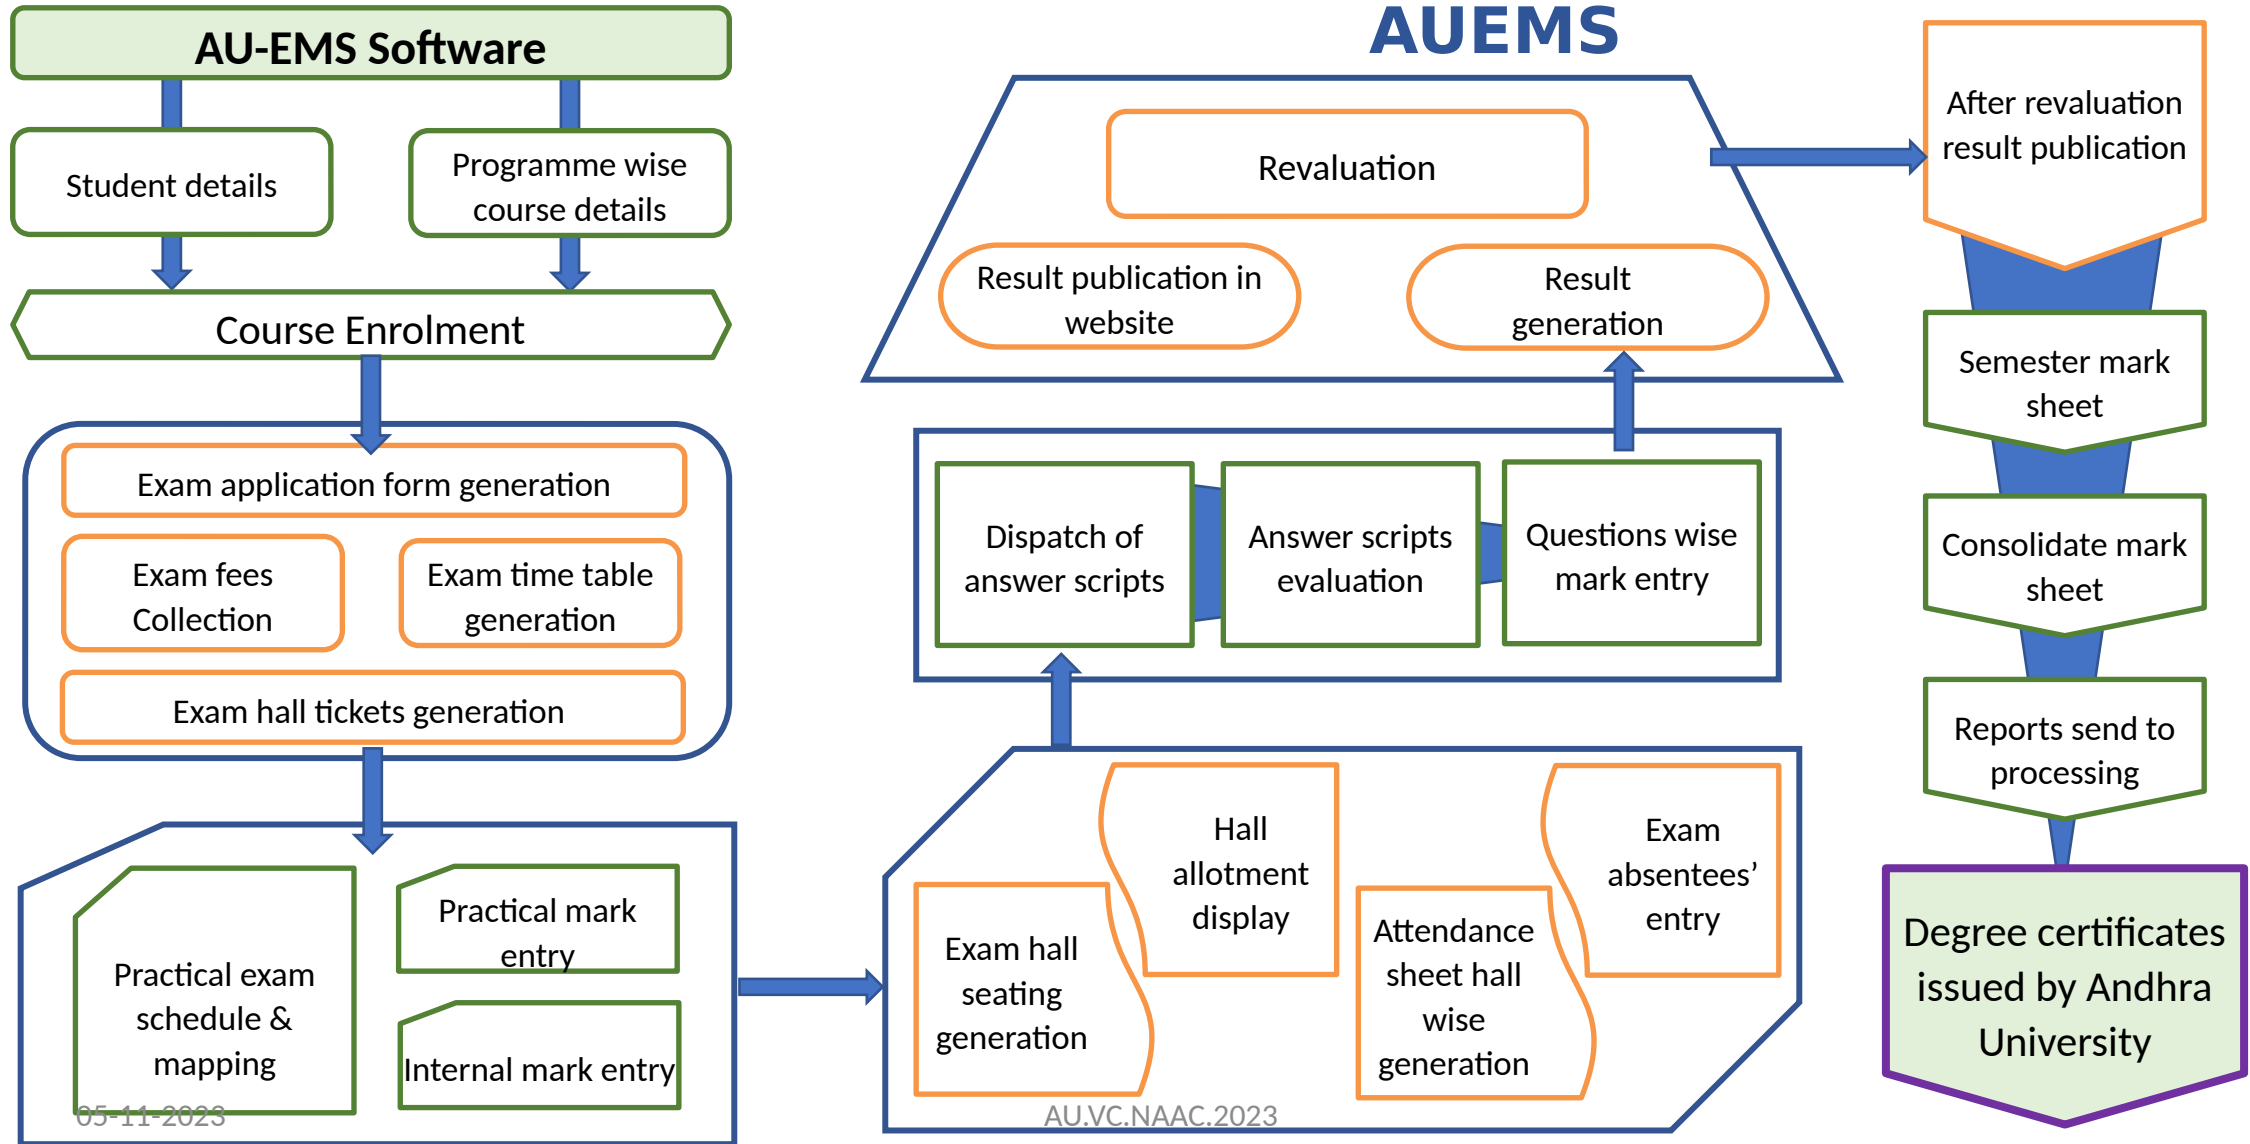 AUEMS
AU-EMS Software
Student details
Programme wise
course details
Course Enrolment
Exam application form generation
Exam fees
Collection
Exam time table
generation
Exam hall tickets generation
Practical exam
schedule &
mapping
Practical mark
entry
Internal mark entry
Exam hall
seating
generation
Hall
allotment
display
Attendance
sheet hall
wise
generation
Exam
absentees’
entry
Dispatch of
answer scripts
Answer scripts
evaluation
Questions wise
mark entry
Revaluation
Result publication in
website
Result
generation
After revaluation
result publication
Semester mark
sheet
Consolidate mark
sheet
Reports send to
processing
Degree certificates
issued by Andhra
University
05-11-2023
AU.VC.NAAC.2023